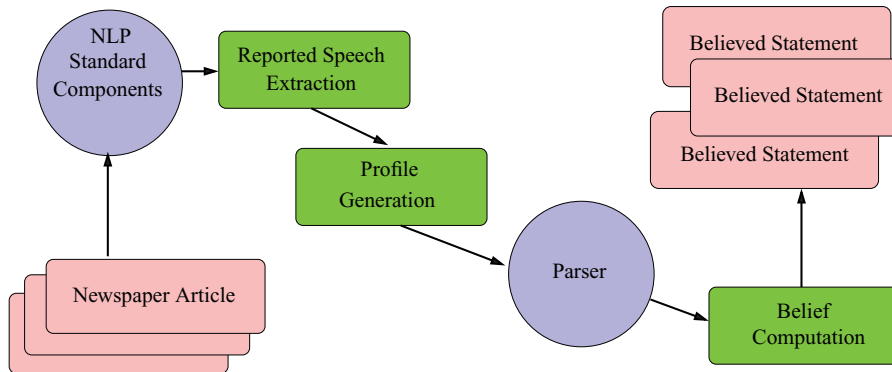 NLP
Standard
Components
Reported Speech
Extraction
Profile
Generation
Parser
Belief
Computation
Believed Statement
Believed Statement
Believed Statement
Newspaper Article